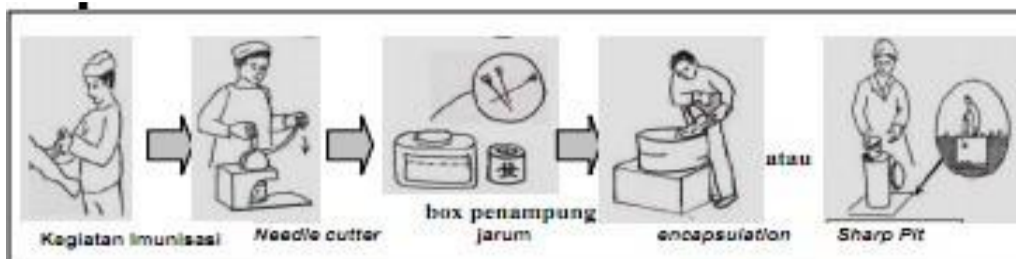 atau
box penampung
jarum
Kegiatan Imunisasi
Needle cutter
encapsulation
Sharp Pit